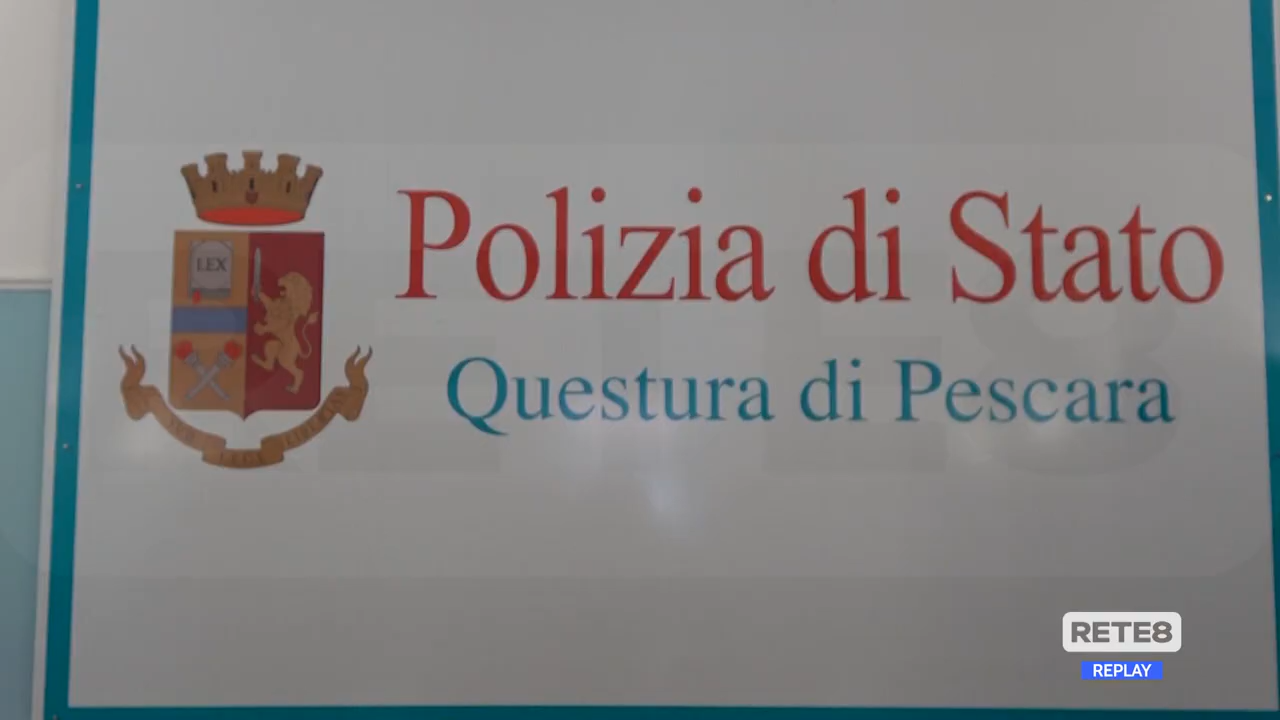 LEX
Polizia di Stato
Questura di Pescara
RETE8
REPLAY